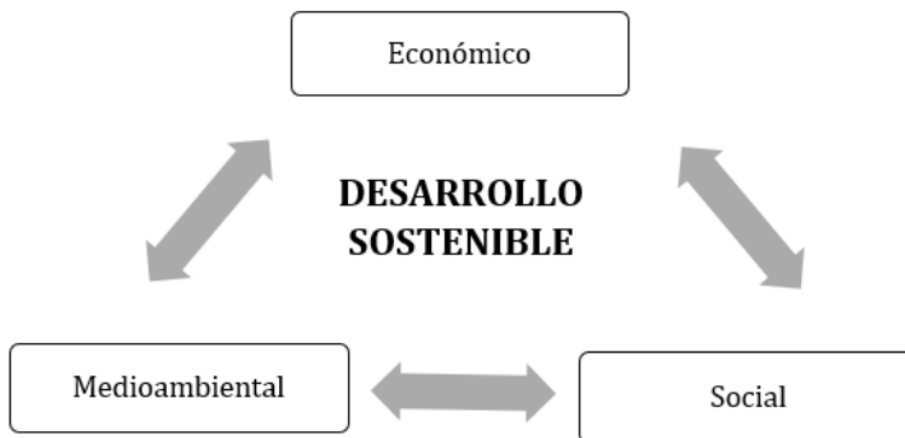 Económico
DESARROLLO
SOSTENIBLE
Medioambiental
Social